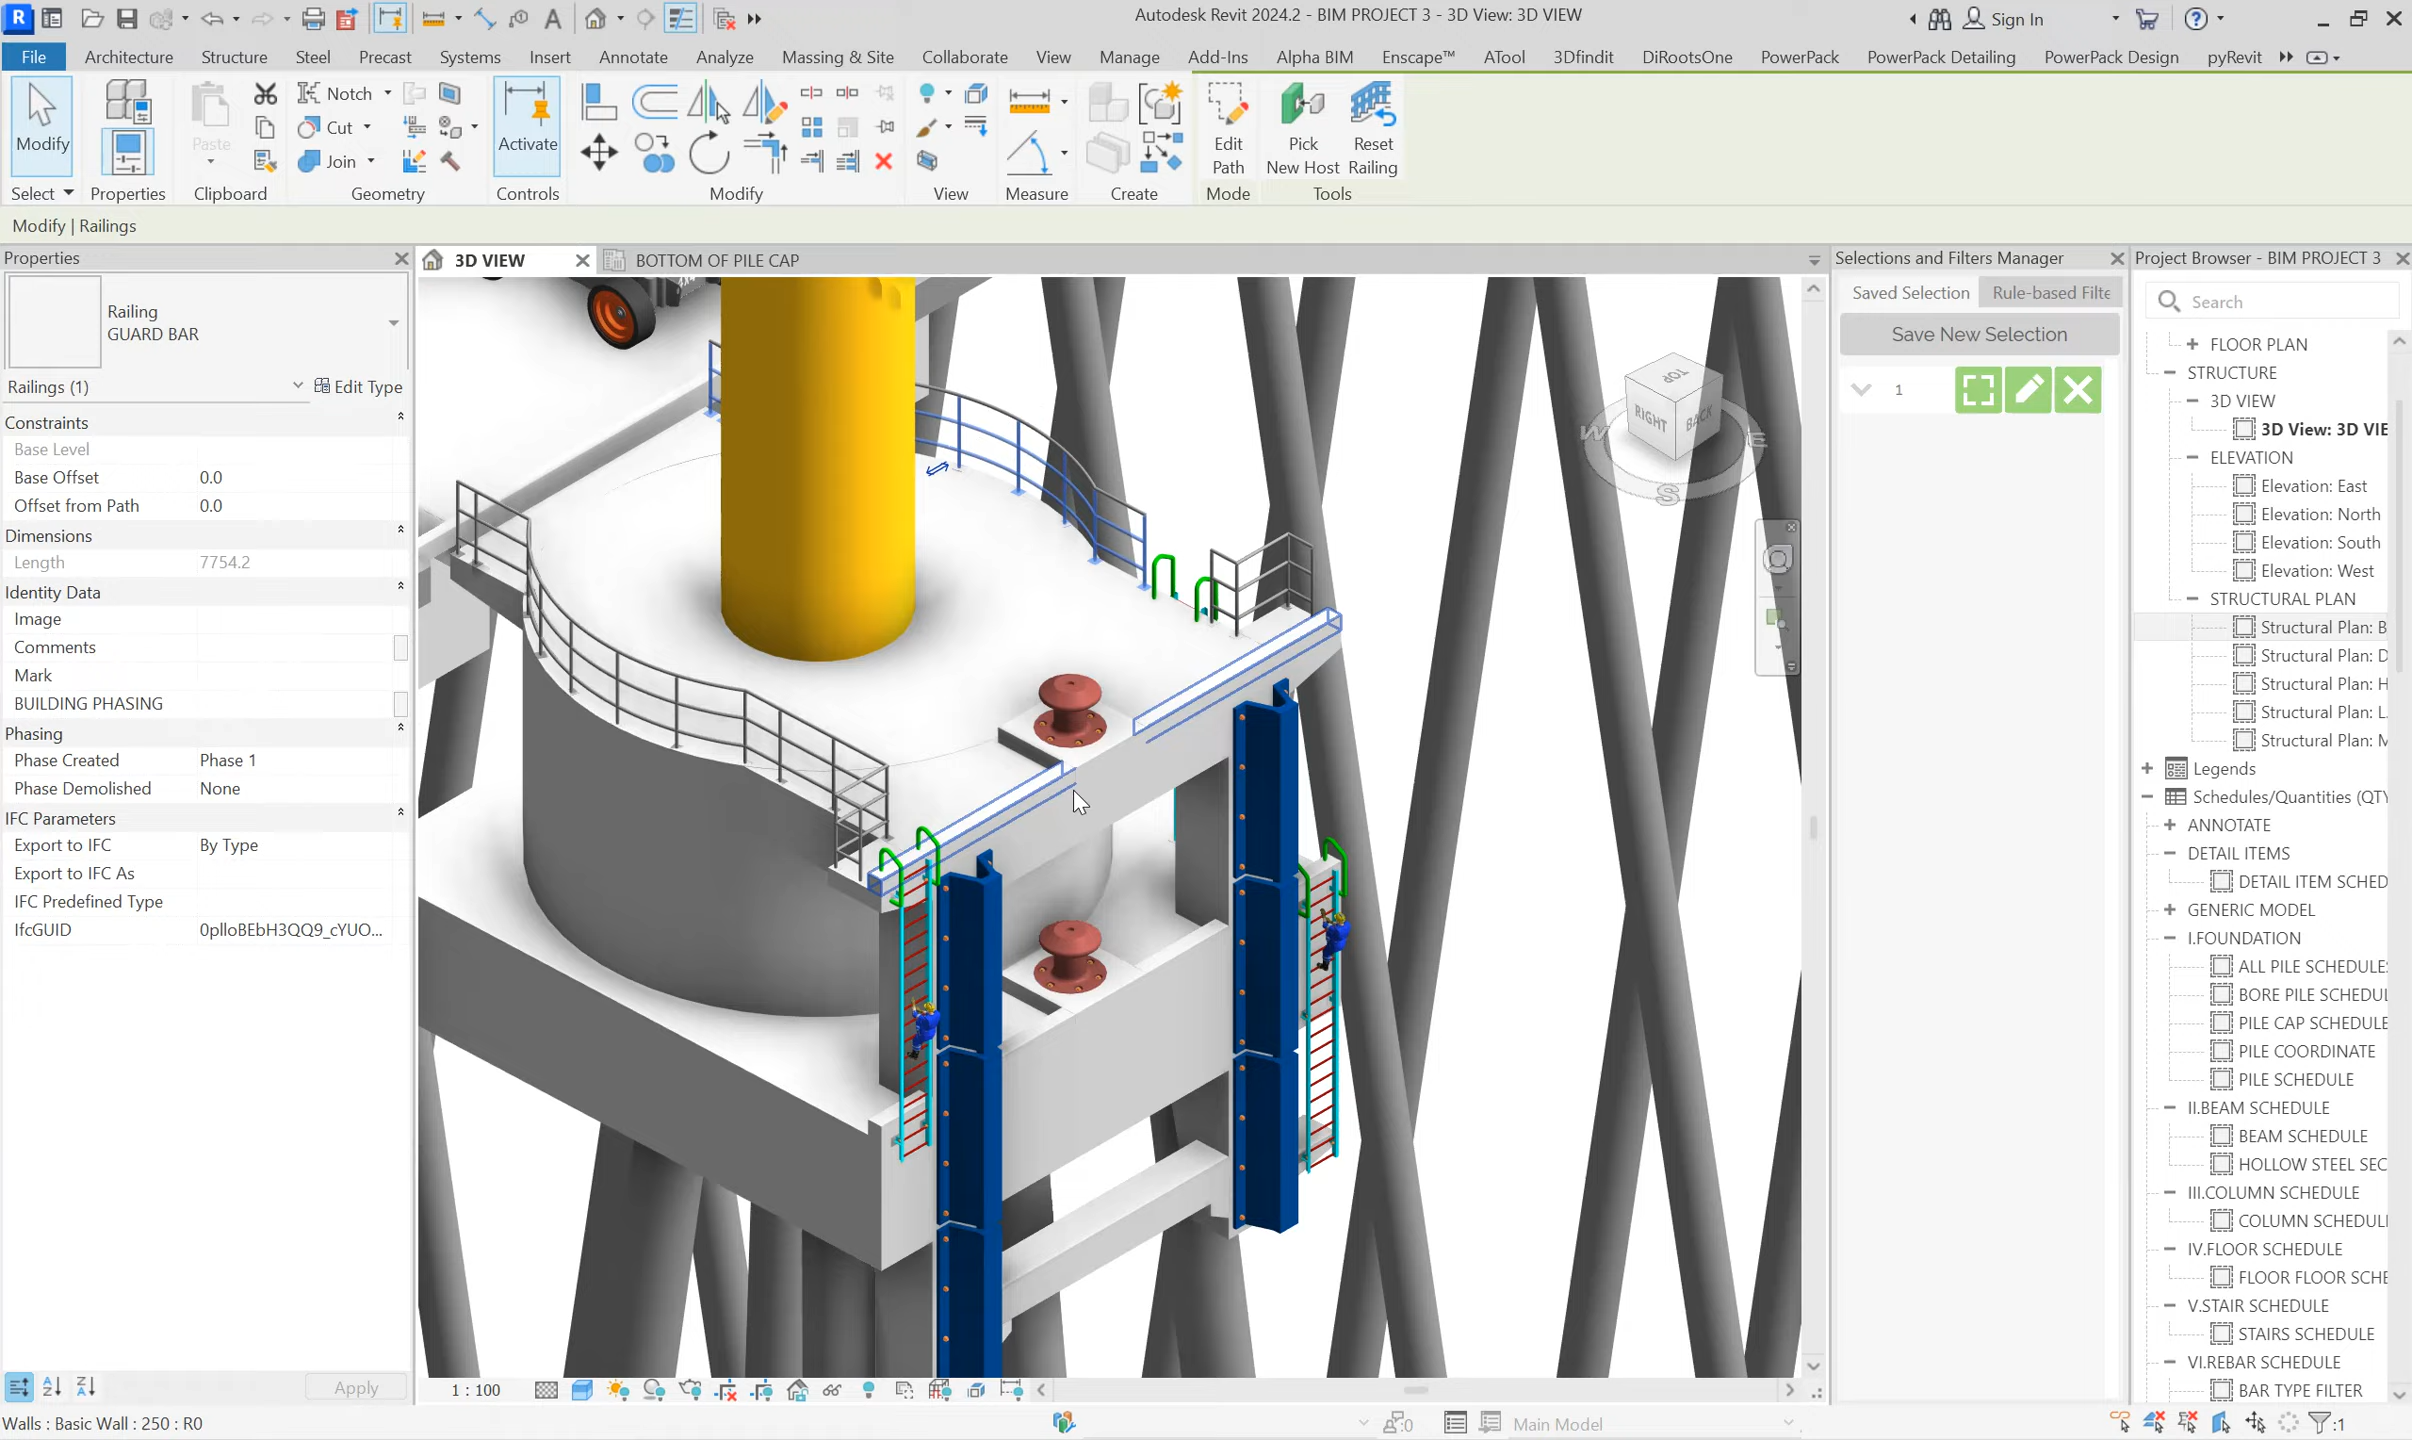 R
Autodesk Revit 2024.2 - BIM PROJECT 3 - 3D View: 3D VIEW
Sign In
File
Architecture
Structure
Steel
Precast
Systems
Insert
Annotate
Analyze
Massing & Site
Collaborate
View
Manage
Add-Ins
Alpha BIM
Enscape™
ATool
3Dfindit
DiRootsOne
PowerPack
PowerPack Detailing
PowerPack Design
pyRevit
Modify
Paste
Notch
Cut
Join
Activate
Edit
Path
Pick
New Host
Reset
Railing
Select
Properties
Clipboard
Geometry
Controls
Modify
View
Measure
Create
Mode
Tools
Modify | Railings
Properties
3D VIEW
BOTTOM OF PILE CAP
Selections and Filters Manager
Project Browser - BIM PROJECT 3
Railing
GUARD BAR
Railings (1)
Edit Type
Constraints
Base Level
Base Offset 0.0
Offset from Path 0.0
Dimensions
Length 7754.2
Identity Data
Image
Comments
Mark
BUILDING PHASING
Phasing
Phase Created Phase 1
Phase Demolished None
IFC Parameters
Export to IFC By Type
Export to IFC As
IFC Predefined Type
IfcGUID 0plloBEbH3QQ9_cYUO...
Apply
TOP
RIGHT
BACK
W
E
S
Saved Selection
Rule-based Filte
Save New Selection
1
Search
FLOOR PLAN
STRUCTURE
3D VIEW
3D View: 3D VIE
ELEVATION
Elevation: East
Elevation: North
Elevation: South
Elevation: West
STRUCTURAL PLAN
Structural Plan: B
Structural Plan: D
Structural Plan: H
Structural Plan: L
Structural Plan: M
Legends
Schedules/Quantities (QTY
ANNOTATE
DETAIL ITEMS
DETAIL ITEM SCHED
GENERIC MODEL
I.FOUNDATION
ALL PILE SCHEDULE
BORE PILE SCHEDUL
PILE CAP SCHEDULE
PILE COORDINATE
PILE SCHEDULE
II.BEAM SCHEDULE
BEAM SCHEDULE
HOLLOW STEEL SEC
III.COLUMN SCHEDULE
COLUMN SCHEDUL
IV.FLOOR SCHEDULE
FLOOR FLOOR SCHE
V.STAIR SCHEDULE
STAIRS SCHEDULE
VI.REBAR SCHEDULE
BAR TYPE FILTER
1 : 100
Walls : Basic Wall : 250 : R0
:0
Main Model
:1